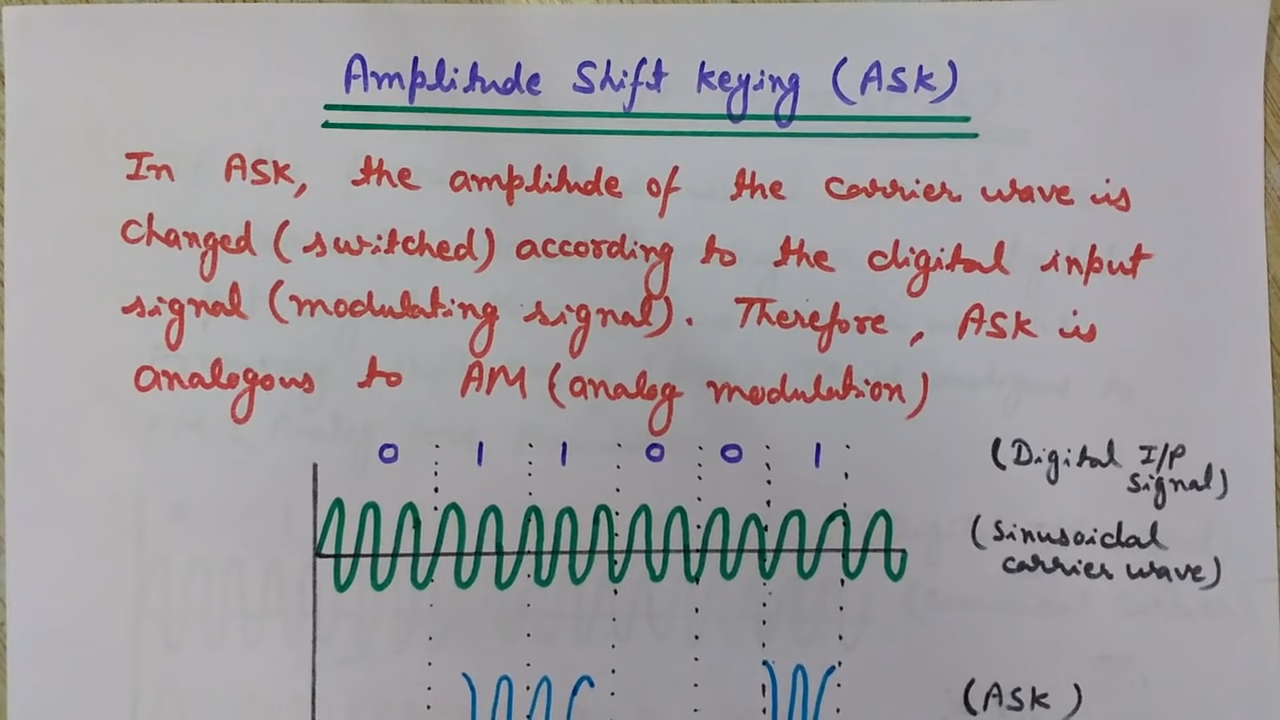 Amplitude Shift Keying (ASK)
In ASK, the amplitude of the carrier wave is
changed (switched) according to the digital input
signal (modulating signal). Therefore, ASK is
analogous to AM (analog modulation)
0 1 1 0 0 1
(Digital I/P
signal)
(Sinusoidal
carrier wave)
(ASK)